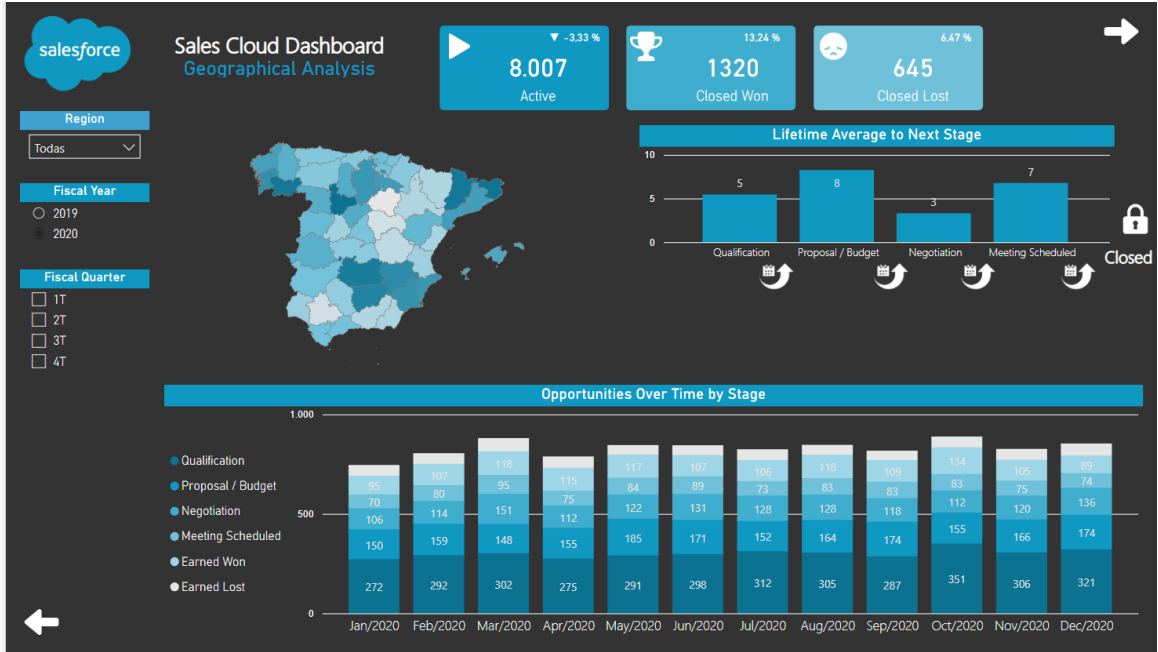 salesforce
Sales Cloud Dashboard
Geographical Analysis
▼ -3,33 %
8.007
Active
13,24 %
1320
Closed Won
6,47 %
645
Closed Lost
Region
Todas
Fiscal Year
2019
2020
Fiscal Quarter
1T
2T
3T
4T
Lifetime Average to Next Stage
10
5
0
5
8
3
7
Qualification
Proposal / Budget
Negotiation
Meeting Scheduled
Closed
Opportunities Over Time by Stage
1.000
500
0
Qualification
Proposal / Budget
Negotiation
Meeting Scheduled
Earned Won
Earned Lost
95 107 118 115 117 107 106 118 109 134 105 89
70 80 95 75 84 89 73 83 83 83 75 74
106 114 151 112 122 131 128 128 118 112 120 136
150 159 148 155 185 171 152 164 174 155 166 174
272 292 302 275 291 298 312 305 287 351 306 321
Jan/2020 Feb/2020 Mar/2020 Apr/2020 May/2020 Jun/2020 Jul/2020 Aug/2020 Sep/2020 Oct/2020 Nov/2020 Dec/2020